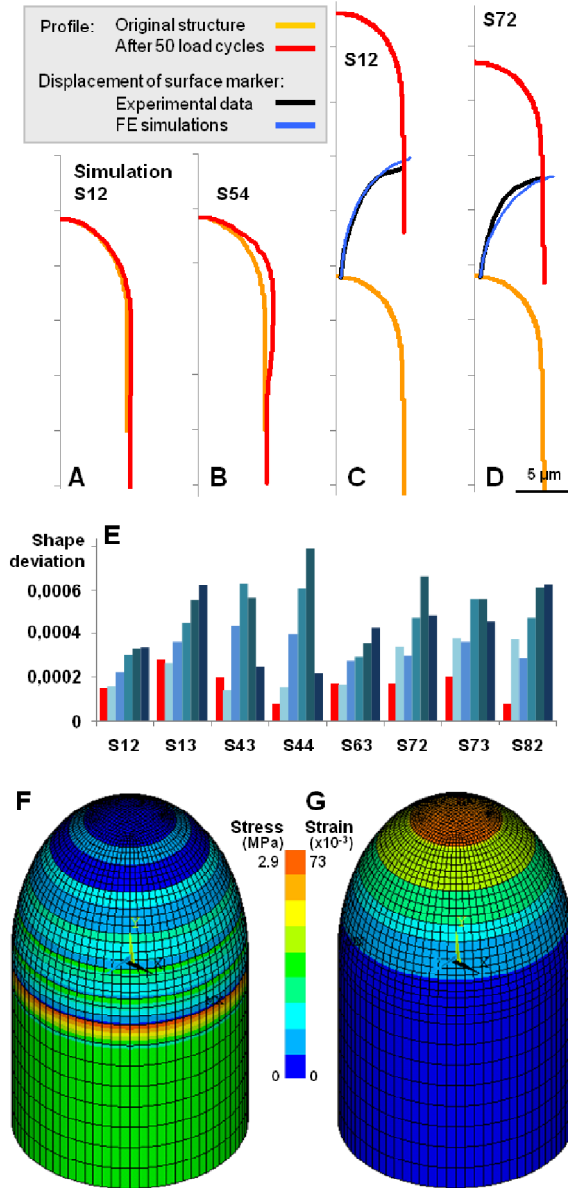 Profile: Original structure
After 50 load cycles
Displacement of surface marker:
Experimental data
FE simulations
S12
S72
Simulation
S12
S54
A
B
C
D
5 µm
E
Shape
deviation
0,0006
0,0004
0,0002
0
S12 S13 S43 S44 S63 S72 S73 S82
F
G
Stress
(MPa)
2.9
0
Strain
(x10⁻³)
73
0
Y
X
Y